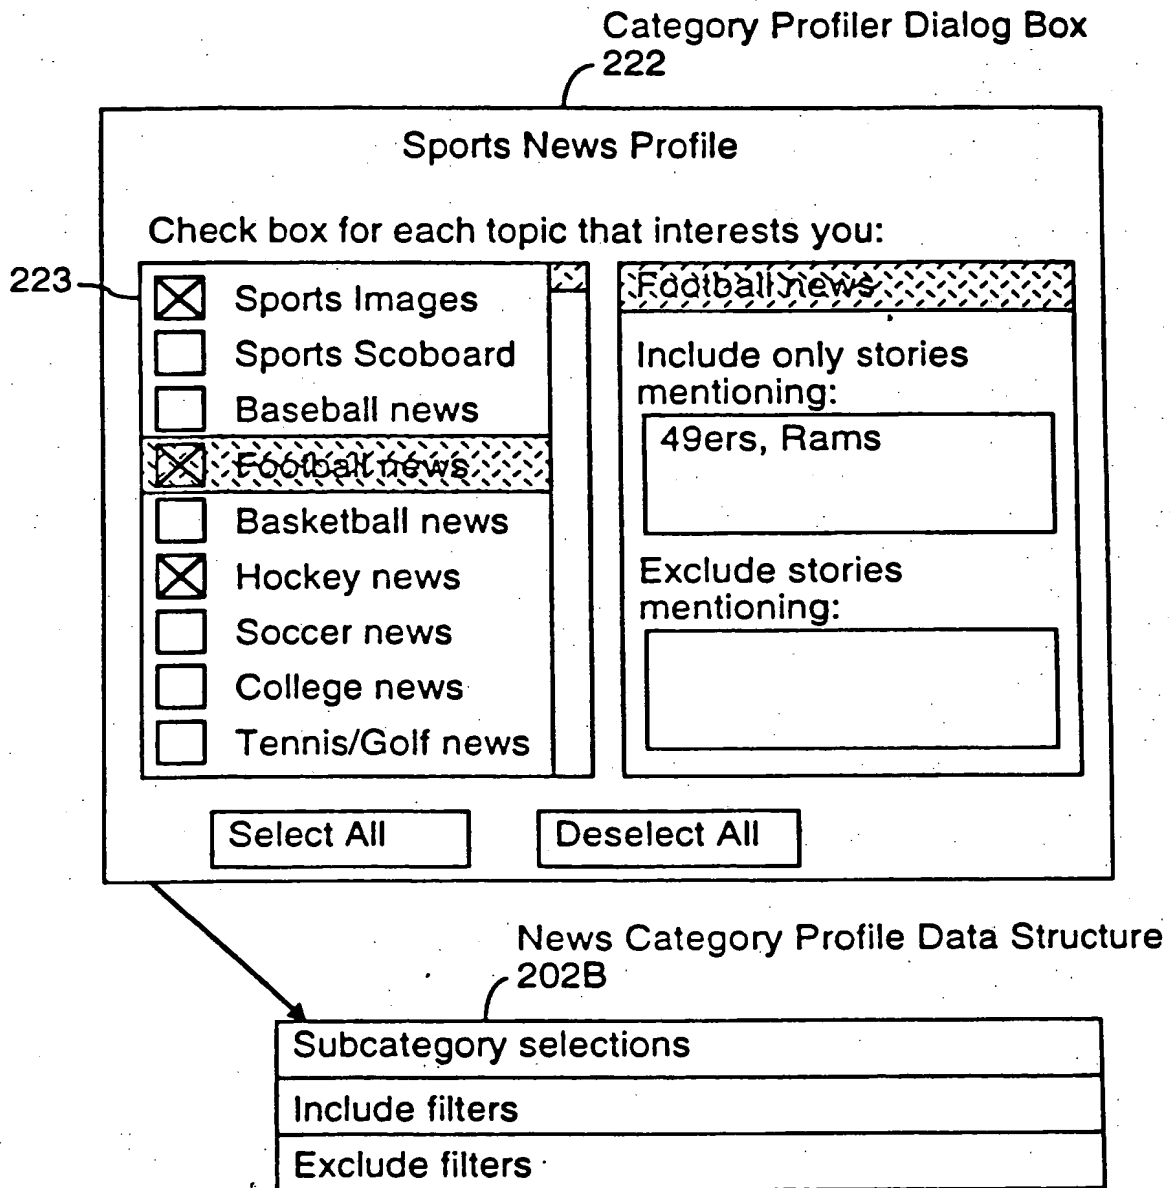 Category Profiler Dialog Box
222
Sports News Profile
Check box for each topic that interests you:
223
Sports Images
Sports Scoboard
Baseball news
Football news
Basketball news
Hockey news
Soccer news
College news
Tennis/Golf news
Football news
Include only stories
mentioning:
49ers, Rams
Exclude stories
mentioning:
Select All
Deselect All
News Category Profile Data Structure
202B
Subcategory selections
Include filters
Exclude filters